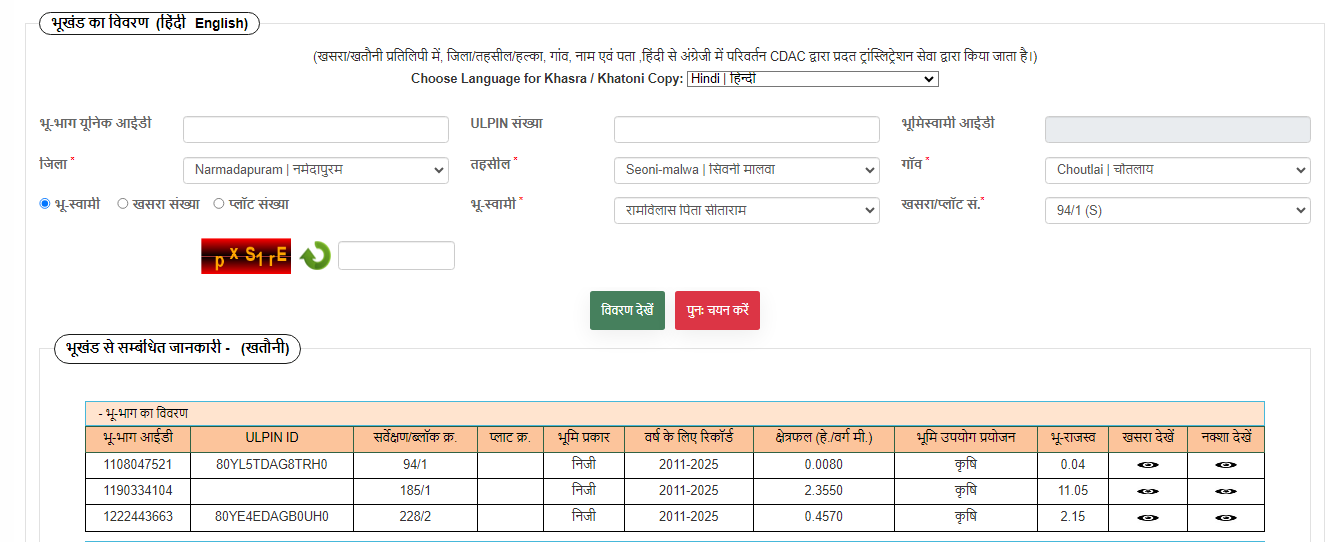 भूखंड का विवरण (हिंदी English)
(खसरा/खतौनी प्रतिलिपी में, जिला/तहसील/हल्का, गांव, नाम एवं पता ,हिंदी से अंग्रेजी में परिवर्तन CDAC द्वारा प्रदत ट्रांस्लिट्रेशन सेवा द्वारा किया जाता है।)
Choose Language for Khasra / Khatoni Copy: Hindi | हिन्दी
भू-भाग यूनिक आईडी ULPIN संख्या भूमिस्वामी आईडी
जिला * Narmadapuram | नर्मदापुरम तहसील * Seoni-malwa | सिवनी मालवा गाँव * Choutlai | चौतलाय
भू-स्वामी खसरा संख्या प्लॉट संख्या भू-स्वामी * रामविलास पिता सीताराम खसरा/प्लॉट सं.* 94/1 (S)
p X S1 r E
विवरण देखें पुनः चयन करें
भूखंड से सम्बंधित जानकारी - (खतौनी)
- भू-भाग का विवरण
भू-भाग आईडी ULPIN ID सर्वेक्षण/ब्लॉक क्र. प्लाट क्र. भूमि प्रकार वर्ष के लिए रिकॉर्ड क्षेत्रफल (हे./वर्ग मी.) भूमि उपयोग प्रयोजन भू-राजस्व खसरा देखें नक्शा देखें
1108047521 80YL5TDAG8TRH0 94/1 निजी 2011-2025 0.0080 कृषि 0.04
1190334104 185/1 निजी 2011-2025 2.3550 कृषि 11.05
1222443663 80YE4EDAGB0UH0 228/2 निजी 2011-2025 0.4570 कृषि 2.15